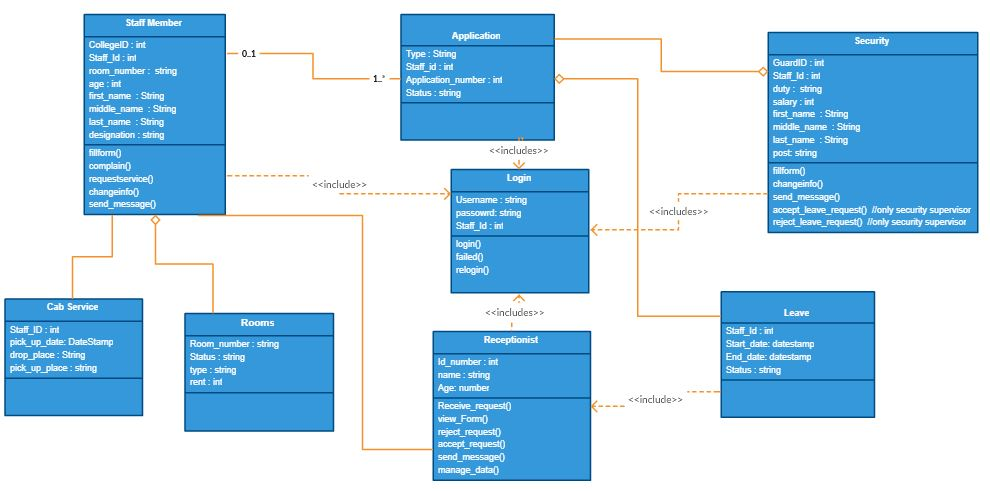 Staff Member
CollegeID : int
Staff_Id : int
room_number :  string
age : int
first_name  : String
middle_name  : String
last_name  : String
designation : string
fillform()
complain()
requestservice()
changeinfo()
send_message()
0..1
1..*
Application
Type : String
Staff_id : int
Application_number : int
Status : string
Security
GuardID : int
Staff_Id : int
duty :  string
salary : int
first_name  : String
middle_name  : String
last_name  : String
post: string
fillform()
changeinfo()
send_message()
accept_leave_request()  //only security supervisor
reject_leave_request()  //only security supervisor
<<includes>>
<<include>>
<<includes>>
Login
Username : string
passowrd: string
Staff_Id : int
login()
failed()
relogin()
<<includes>>
Cab Service
Staff_ID : int
pick_up_date: DateStamp
drop_place : String
pick_up_place : string
Rooms
Room_number : string
Status : string
type : string
rent : int
Receptionist
Id_number : int
name : string
Age: number
Receive_request()
view_Form()
reject_request()
accept_request()
send_message()
manage_data()
<<include>>
Leave
Staff_Id : int
Start_date: datestamp
End_date: datestamp
Status : string